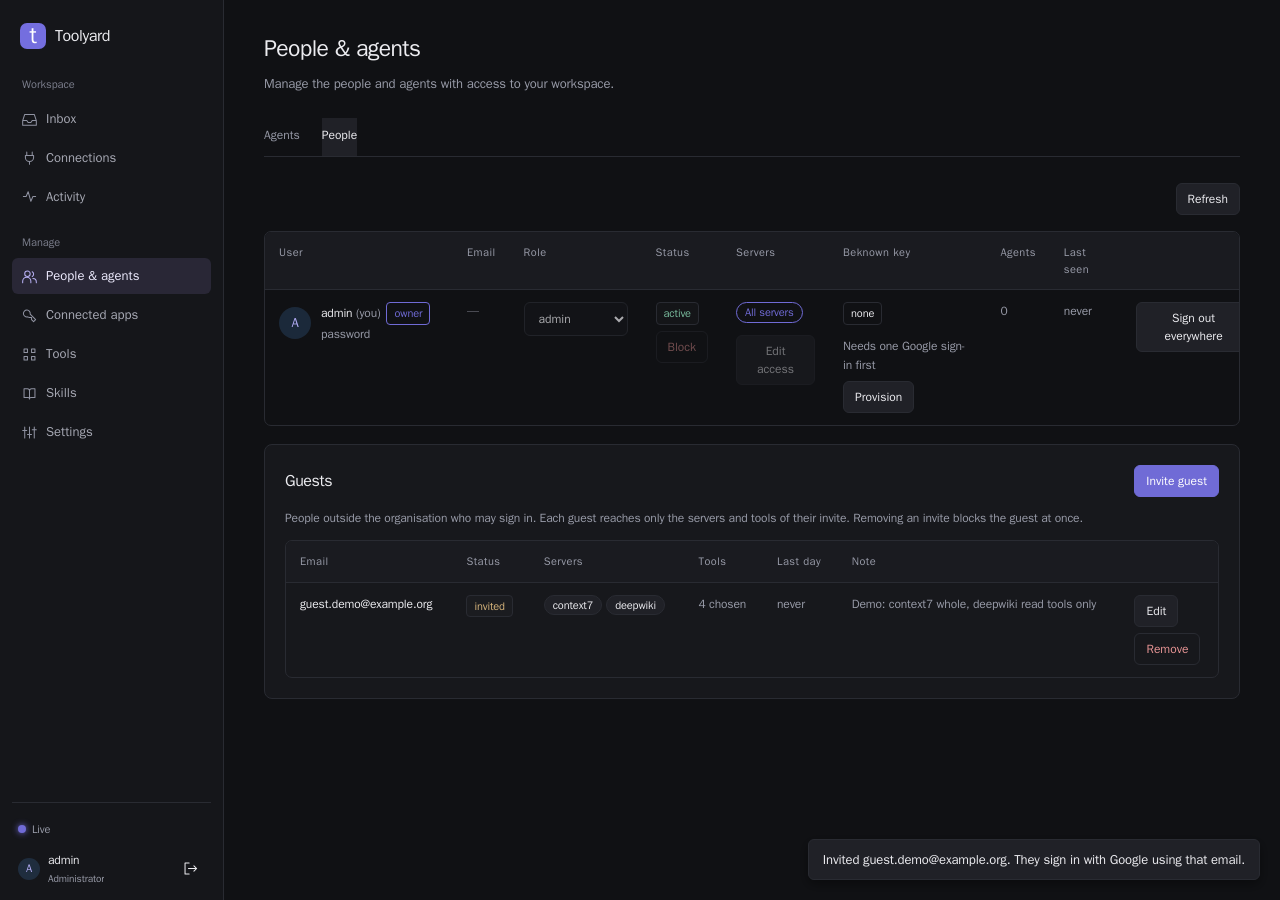 t Toolyard
Workspace
Inbox
Connections
Activity
Manage
People & agents
Connected apps
Tools
Skills
Settings
Live
A admin
Administrator
People & agents
Manage the people and agents with access to your workspace.
Agents People
Refresh
User Email Role Status Servers Beknown key Agents Last
seen
A admin (you) owner — admin active All servers none 0 never Sign out
everywhere
password Block Edit
access
Needs one Google sign-
in first
Provision
Guests Invite guest
People outside the organisation who may sign in. Each guest reaches only the servers and tools of their invite. Removing an invite blocks the guest at once.
Email Status Servers Tools Last day Note
guest.demo@example.org invited context7 deepwiki 4 chosen never Demo: context7 whole, deepwiki read tools only Edit
Remove
Invited guest.demo@example.org. They sign in with Google using that email.